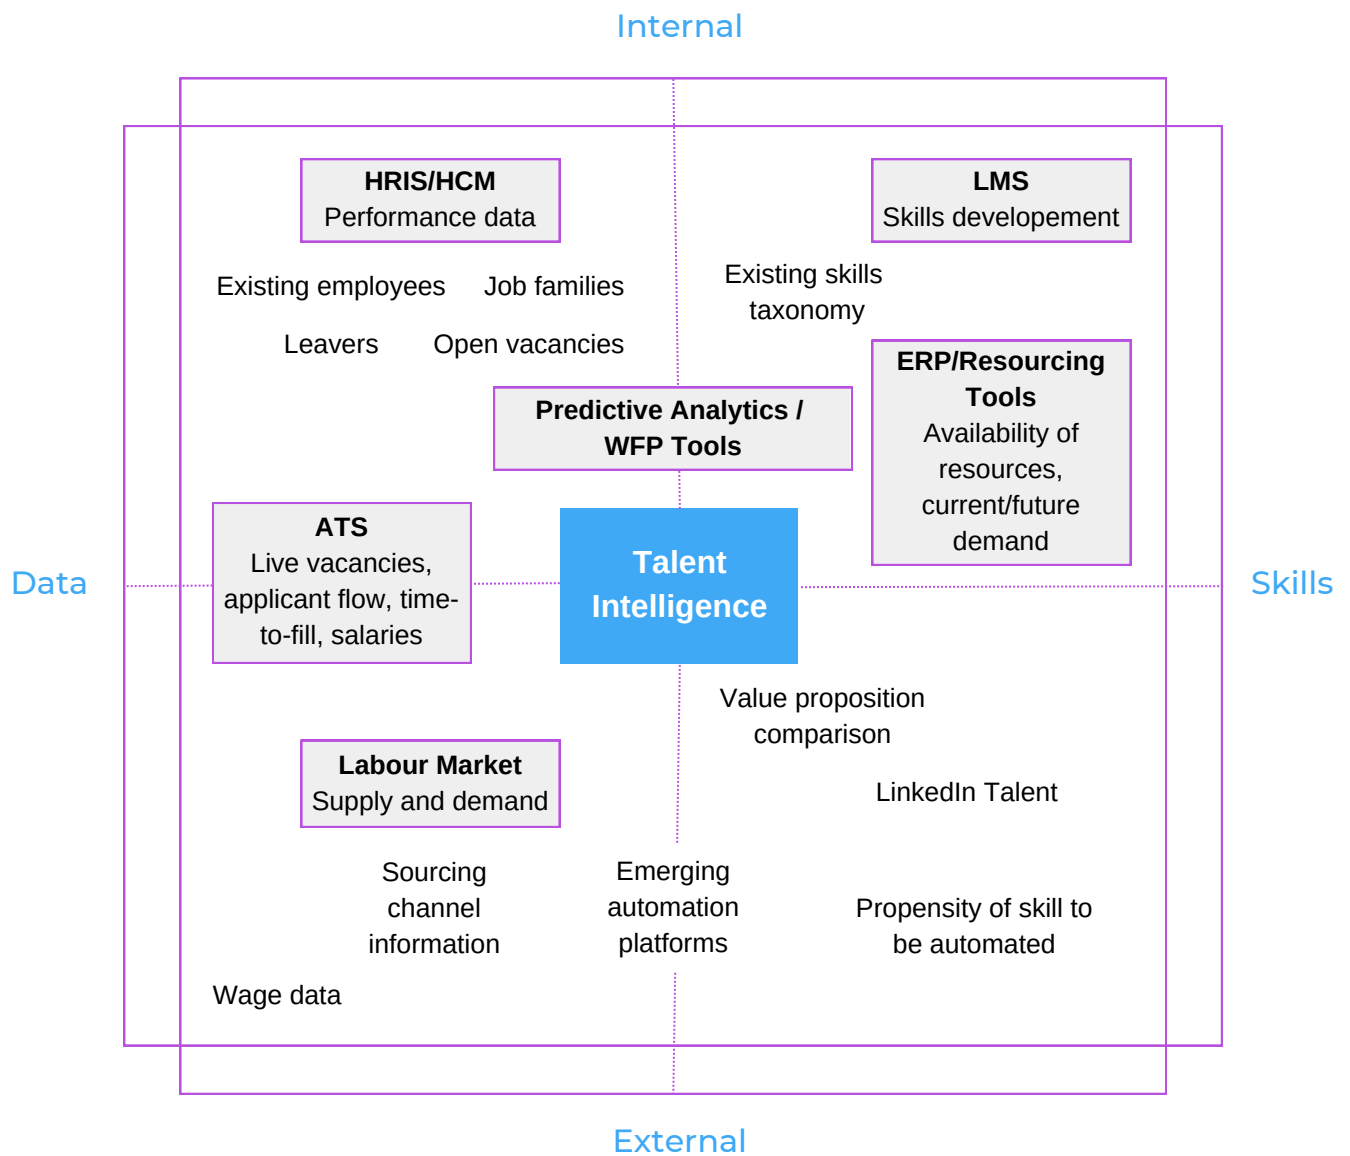 Internal
HRIS/HCM
Performance data
LMS
Skills developement
Existing employees
Job families
Leavers
Open vacancies
Existing skills
taxonomy
ERP/Resourcing
Tools
Availability of
resources,
current/future
demand
Predictive Analytics /
WFP Tools
ATS
Live vacancies,
applicant flow, time-
to-fill, salaries
Talent
Intelligence
Data
Skills
Value proposition
comparison
Labour Market
Supply and demand
LinkedIn Talent
Sourcing
channel
information
Emerging
automation
platforms
Propensity of skill to
be automated
Wage data
External